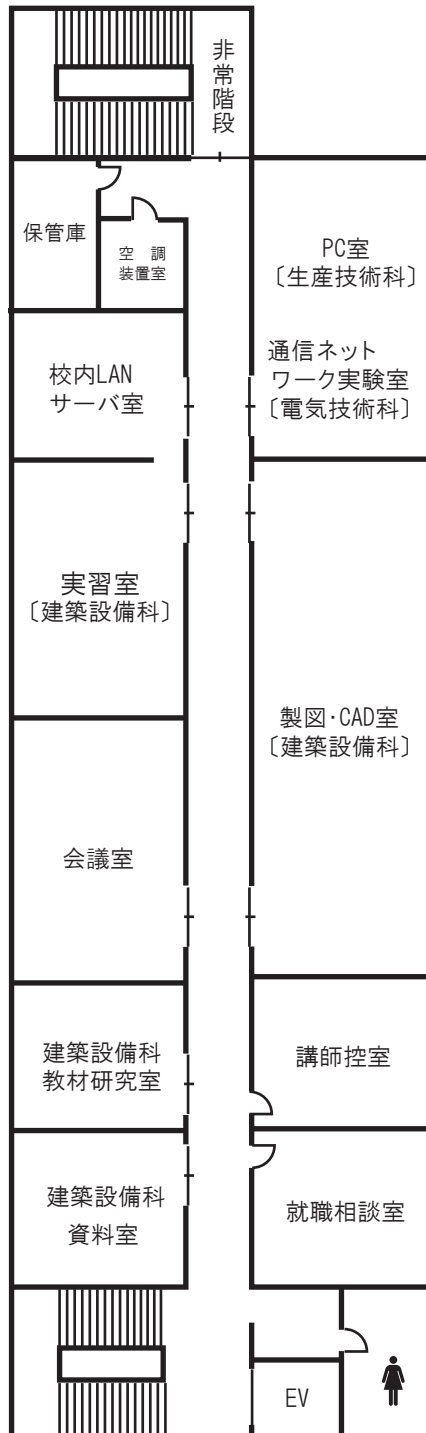 非常階段
保管庫
空　調
装置室
PC室
〔生産技術科〕
通信ネット
ワーク実験室
〔電気技術科〕
校内LAN
サーバ室
実習室
〔建築設備科〕
製図・CAD室
〔建築設備科〕
会議室
建築設備科
教材研究室
講師控室
建築設備科
資料室
就職相談室
EV